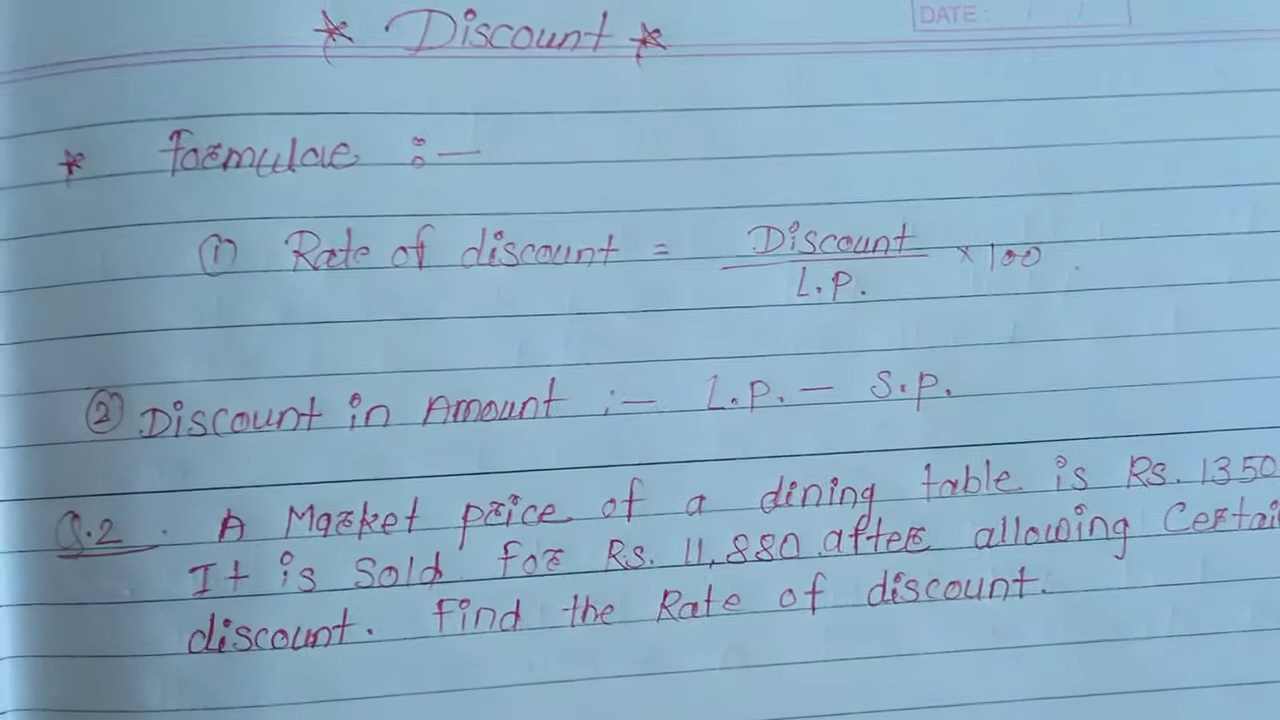 DATE : / /
* Discount *
* Formulae :-
(1) Rate of discount = Discount / L.P. × 100
(2) Discount in Amount :- L.P. - S.P.
Q.2. A Market price of a dining table is Rs. 1350
It is Sold for Rs. 11,880 after allowing Certai
discount. Find the Rate of discount.